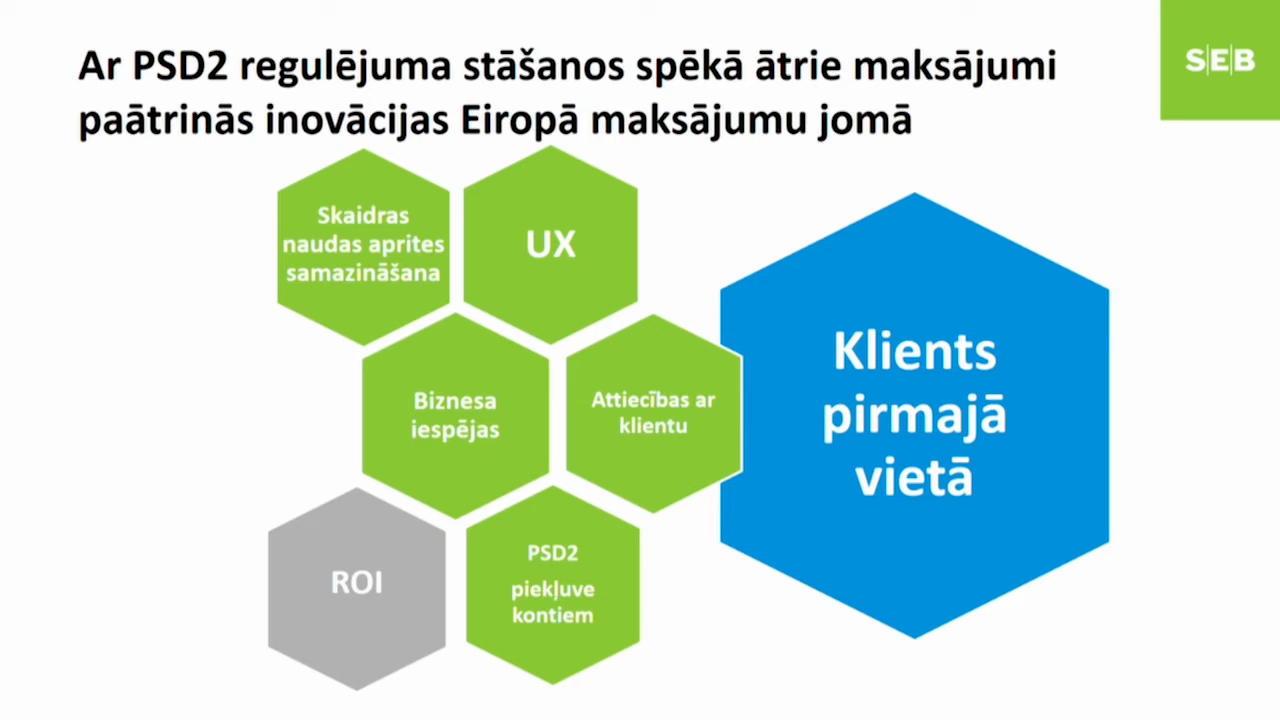 Ar PSD2 regulējuma stāšanos spēkā ātrie maksājumi
paātrinās inovācijas Eiropā maksājumu jomā
S|E|B
Skaidras
naudas aprites
samazināšana
UX
Biznesa
iespējas
Attiecības ar
klientu
Klients
pirmajā
vietā
ROI
PSD2
piekļuve
kontiem